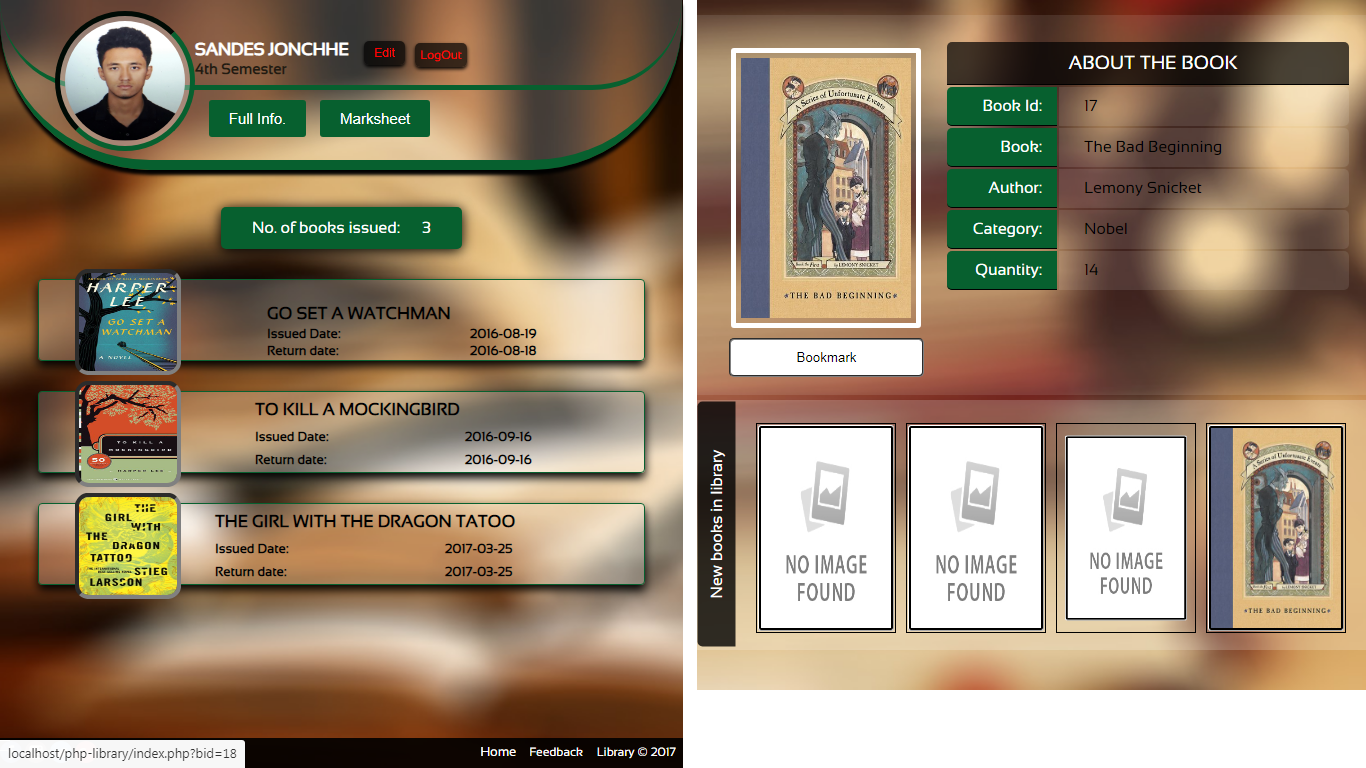 SANDES JONCHHE
Edit
LogOut
4th Semester
Full Info.
Marksheet
No. of books issued: 3
HARPER
LEE
GO SET A
WATCHMAN
A NOVEL
GO SET A WATCHMAN
Issued Date: 2016-08-19
Return date: 2016-08-18
TO KILL A
MOCKINGBIRD
50
HARPER LEE
TO KILL A MOCKINGBIRD
Issued Date: 2016-09-16
Return date: 2016-09-16
THE
GIRL WITH
THE DRAGON
TATTOO
STIEG
LARSSON
THE GIRL WITH THE DRAGON TATOO
Issued Date: 2017-03-25
Return date: 2017-03-25
localhost/php-library/index.php?bid=18
Home Feedback Library © 2017
A Series of Unfortunate Events
Book the First by LEMONY SNICKET
*THE BAD BEGINNING*
Bookmark
ABOUT THE BOOK
Book Id: 17
Book: The Bad Beginning
Author: Lemony Snicket
Category: Nobel
Quantity: 14
New books in library
NO IMAGE
FOUND
NO IMAGE
FOUND
NO IMAGE
FOUND
A Series of Unfortunate Events
*THE BAD BEGINNING*